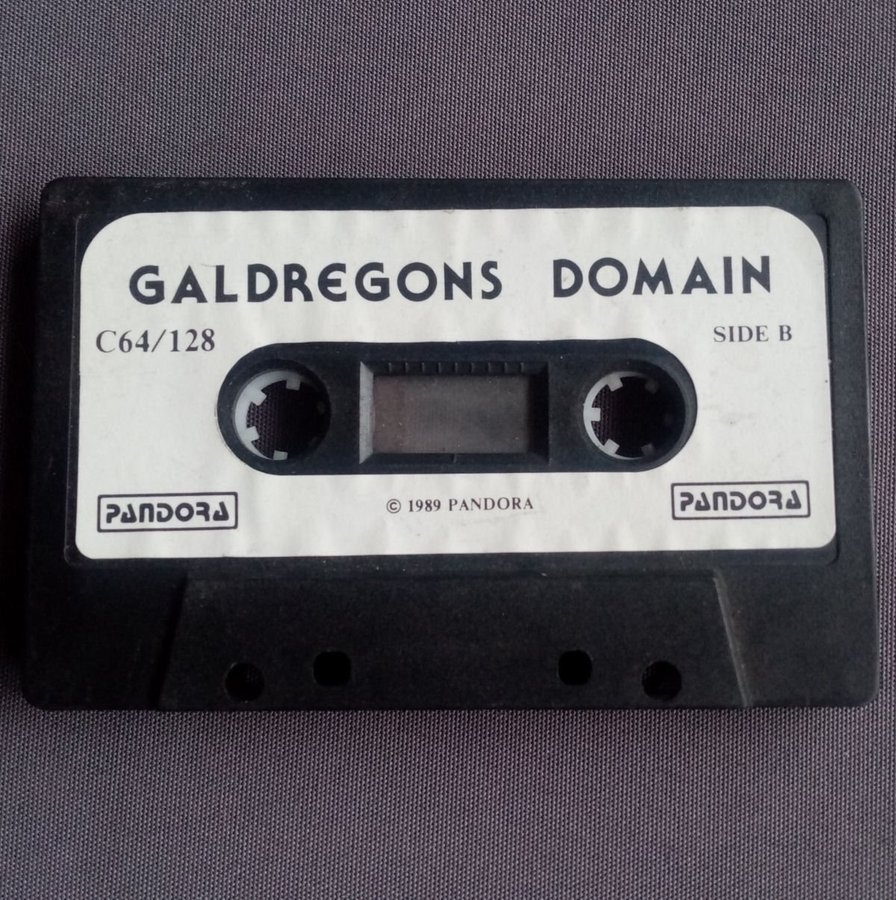 GALDREGONS DOMAIN
C64/128
SIDE B
PANDORA
© 1989 PANDORA
PANDORA